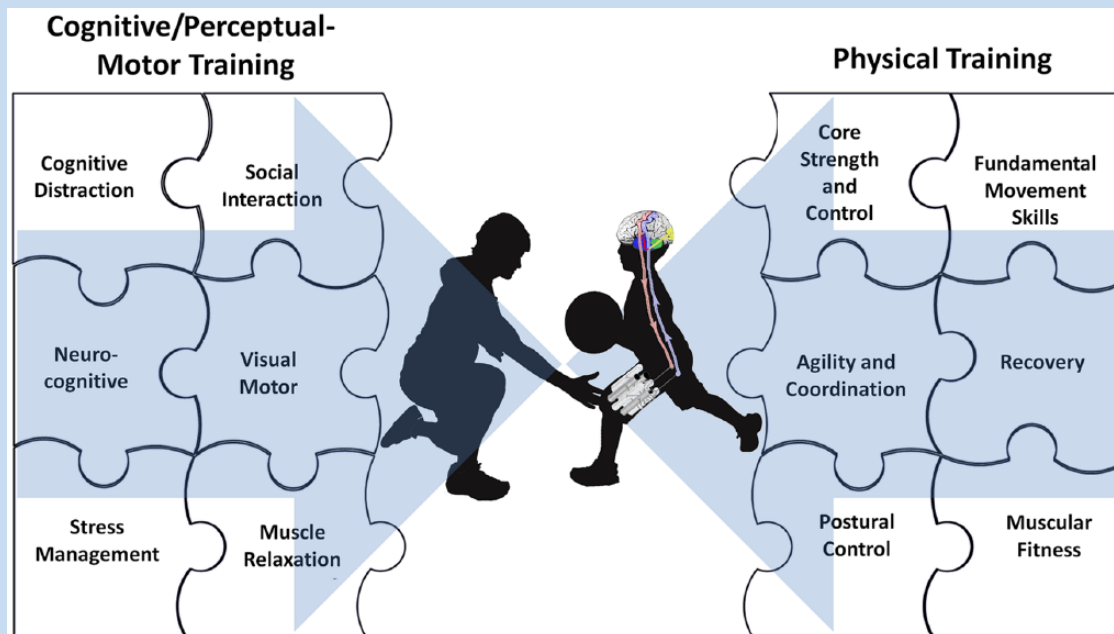 Cognitive/Perceptual-
Motor Training
Physical Training
Cognitive
Distraction
Social
Interaction
Core
Strength
and
Control
Fundamental
Movement
Skills
Neuro-
cognitive
Visual
Motor
Agility and
Coordination
Recovery
Stress
Management
Muscle
Relaxation
Postural
Control
Muscular
Fitness